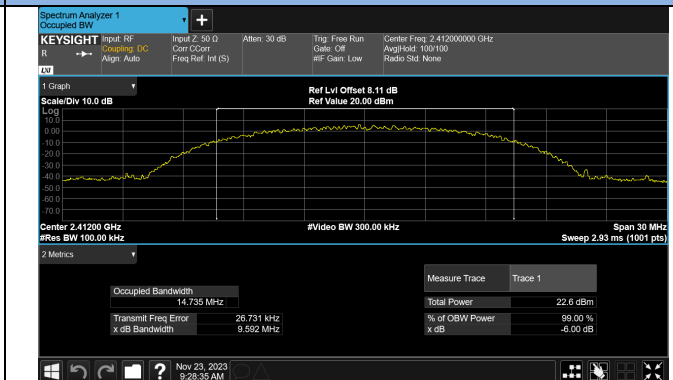 Spectrum Analyzer 1
Occupied BW
+
KEYSIGHT Input: RF Input Z: 50 Ω Atten: 30 dB Trig: Free Run Center Freq: 2.412000000 GHz
R Coupling: DC Corr CCorr Gate: Off Avg|Hold: 100/100
Align: Auto Freq Ref: Int (S) #IF Gain: Low Radio Std: None
LXI
1 Graph
Ref Lvl Offset 8.11 dB
Scale/Div 10.0 dB Ref Value 20.00 dBm
Log
10.0
0.00
-10.0
-20.0
-30.0
-40.0
-50.0
-60.0
-70.0
Center 2.41200 GHz #Video BW 300.00 kHz Span 30 MHz
#Res BW 100.00 kHz Sweep 2.93 ms (1001 pts)
2 Metrics
Measure Trace Trace 1
Occupied Bandwidth
14.735 MHz
Total Power 22.6 dBm
Transmit Freq Error 26.731 kHz % of OBW Power 99.00 %
x dB Bandwidth 9.592 MHz x dB -6.00 dB
?
Nov 23, 2023
9:28:35 AM